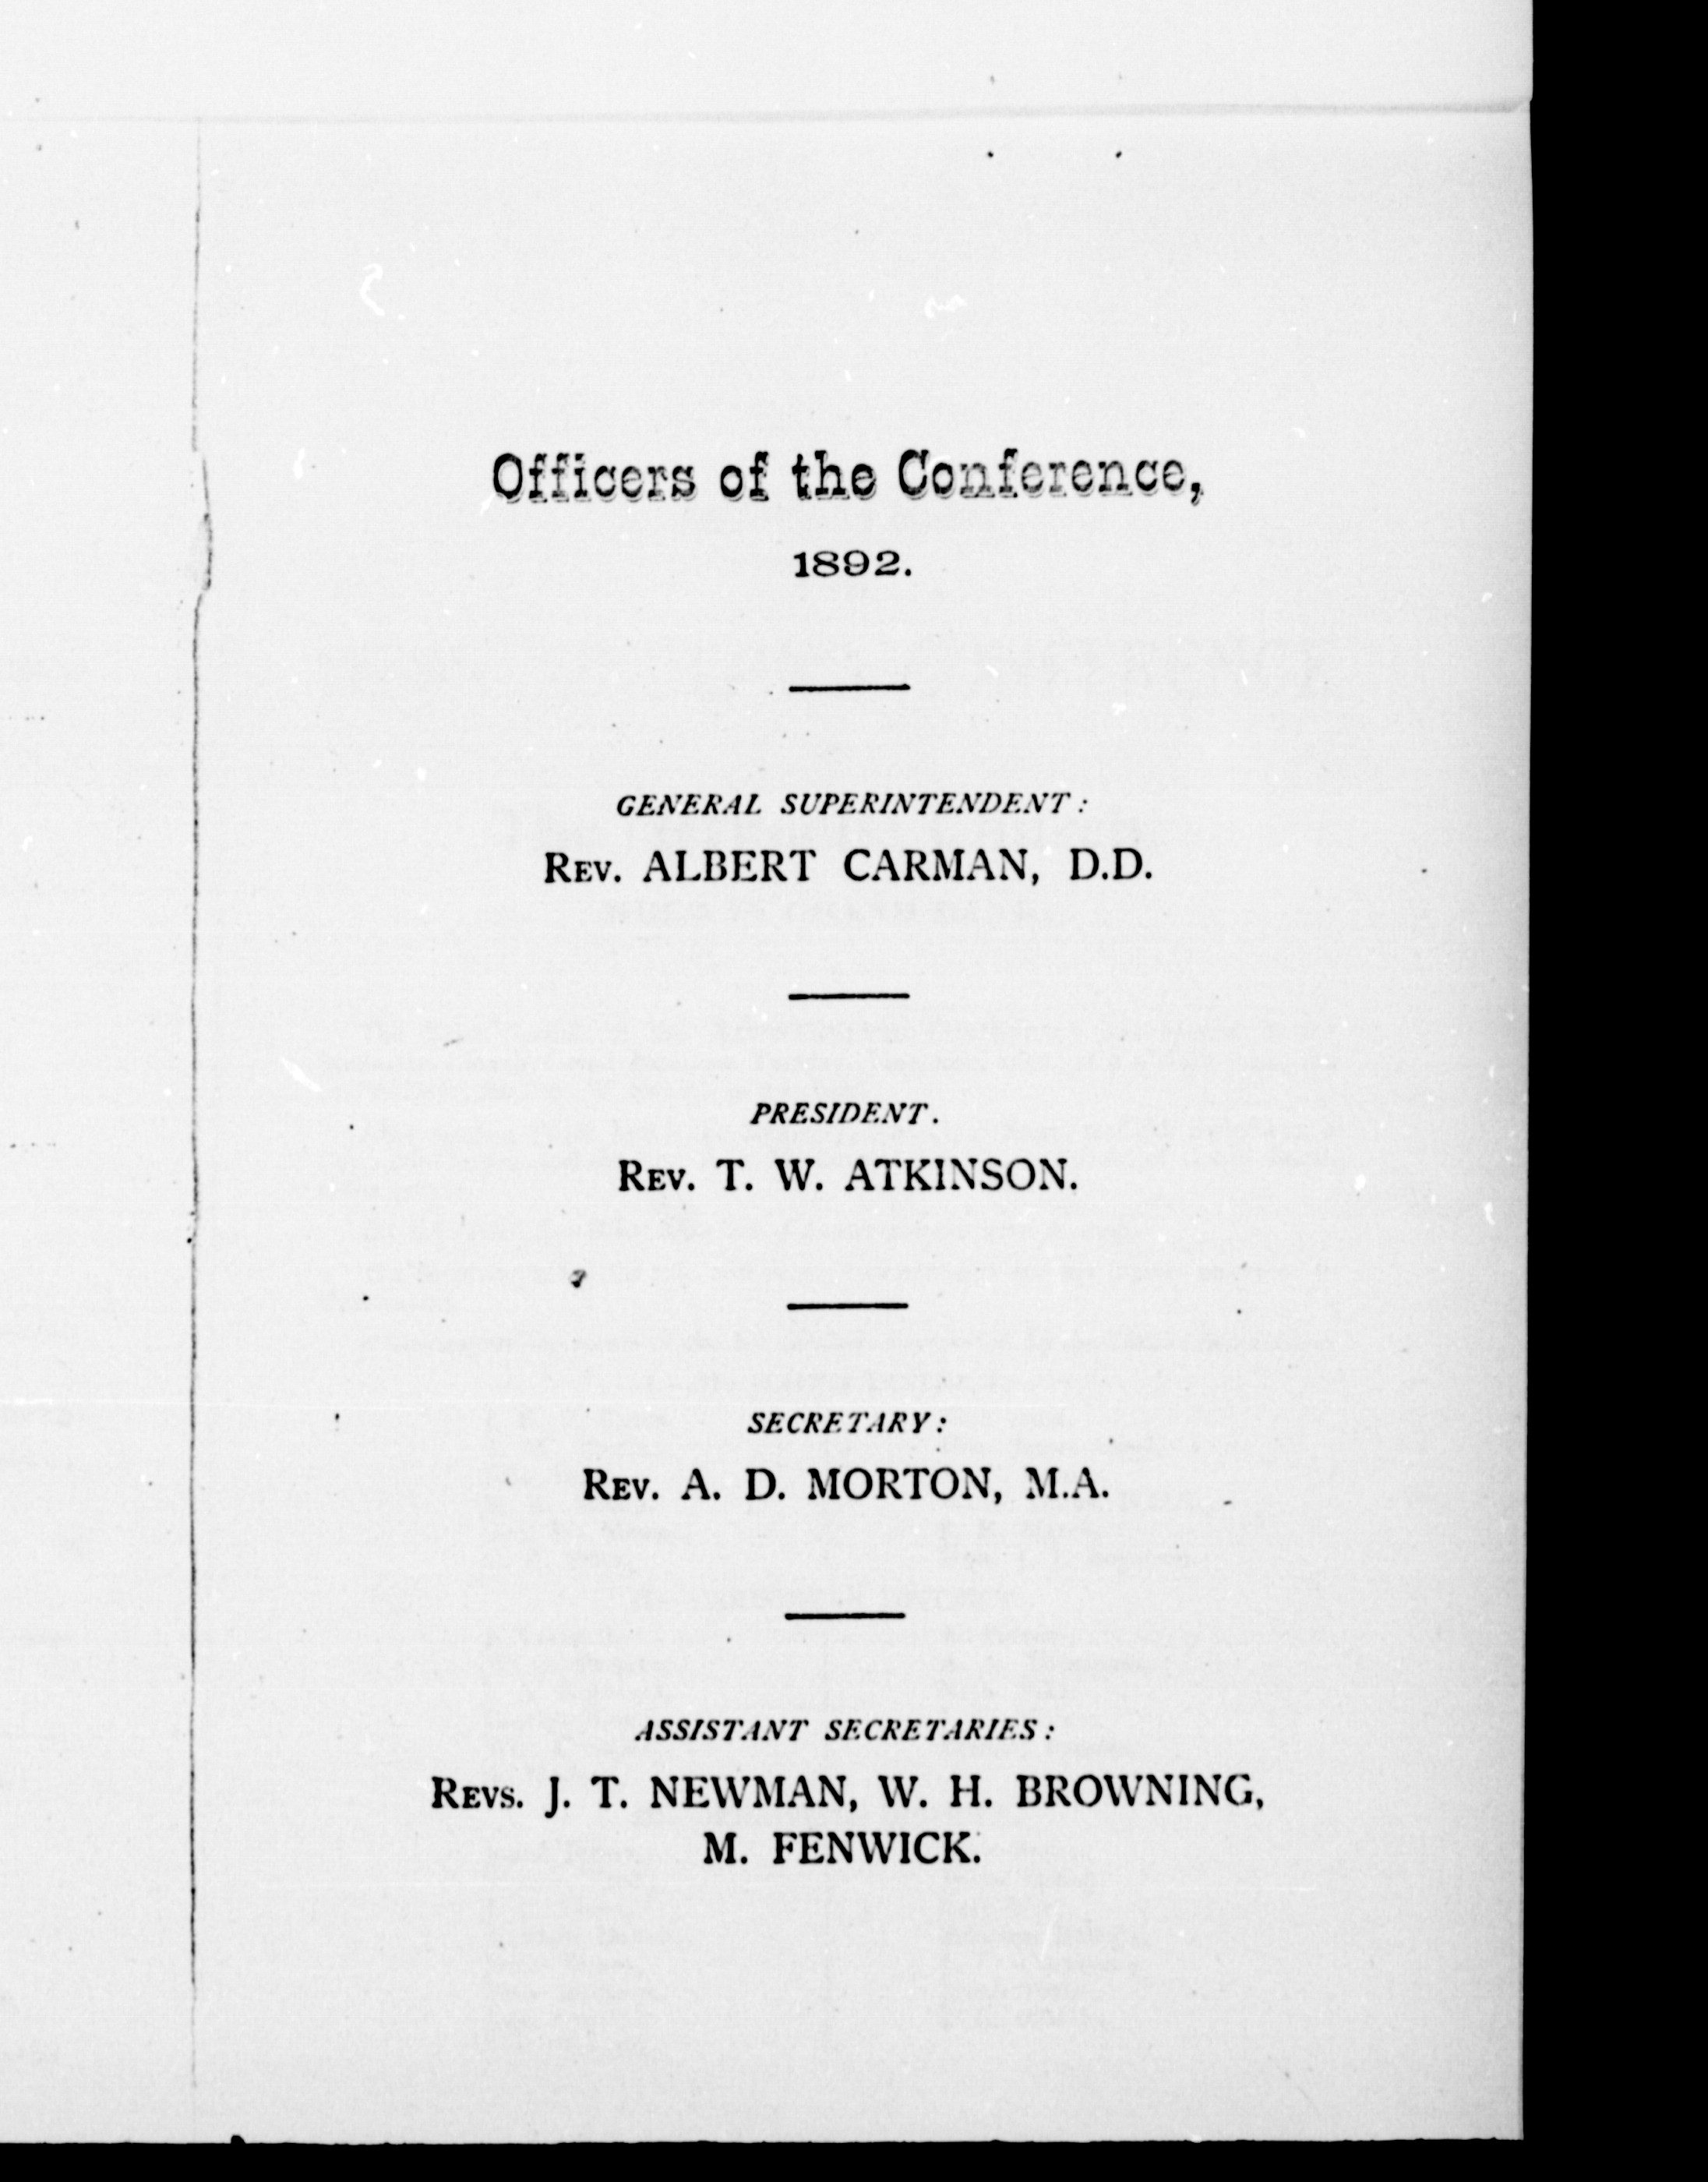 Officers of the Conference,
1892.
GENERAL SUPERINTENDENT:
REV. ALBERT CARMAN, D.D.
PRESIDENT.
REV. T. W. ATKINSON.
SECRETARY:
REV. A. D. MORTON, M.A.
ASSISTANT SECRETARIES:
REVS. J. T. NEWMAN, W. H. BROWNING,
M. FENWICK.